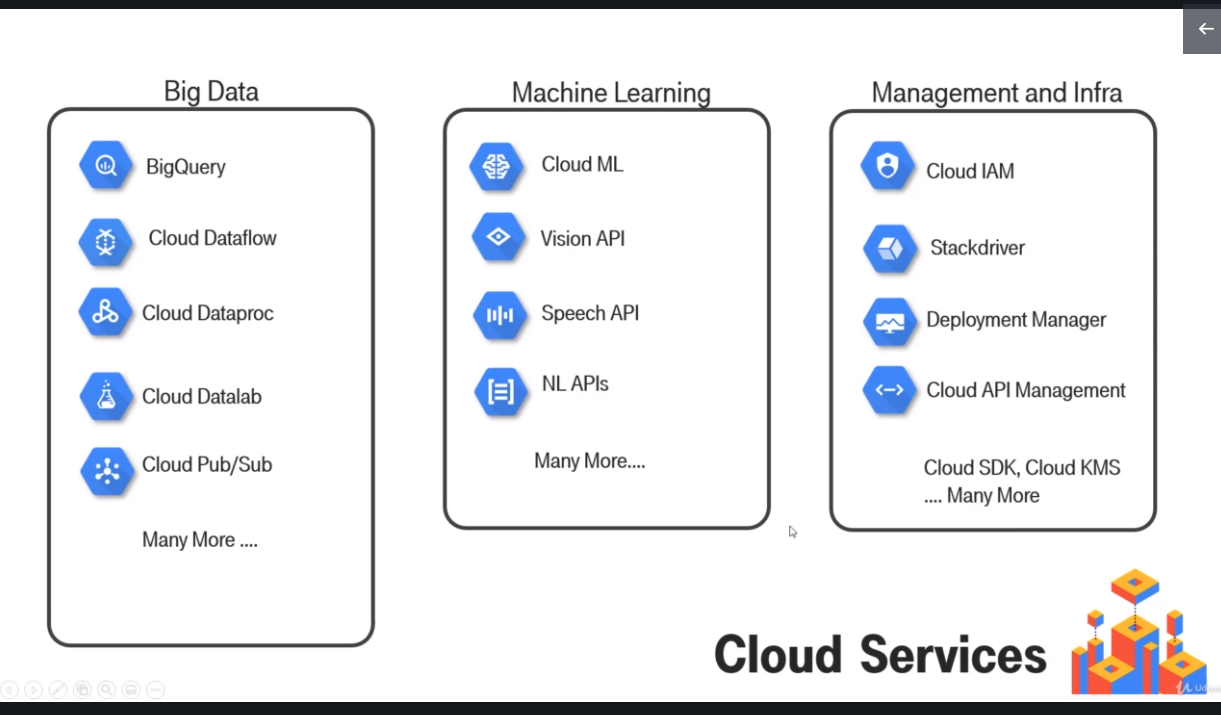 Big Data
BigQuery
Cloud Dataflow
Cloud Dataproc
Cloud Datalab
Cloud Pub/Sub
Many More ....
Machine Learning
Cloud ML
Vision API
Speech API
NL APIs
Many More....
Management and Infra
Cloud IAM
Stackdriver
Deployment Manager
Cloud API Management
Cloud SDK, Cloud KMS
.... Many More
Cloud Services